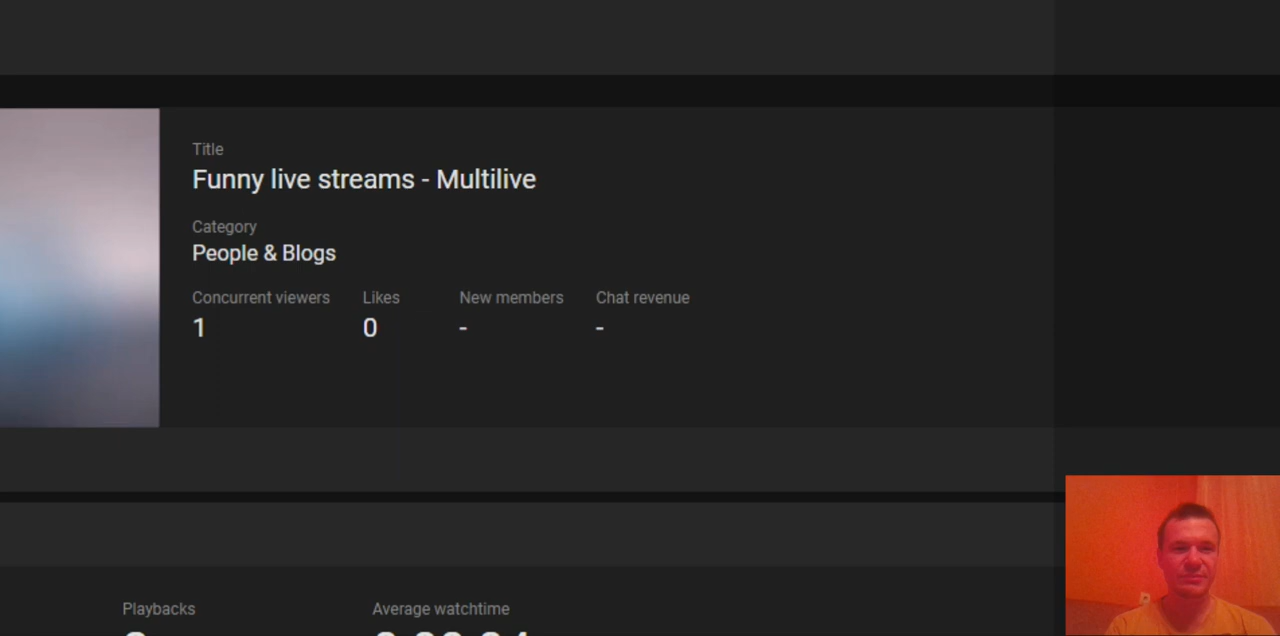 Title
Funny live streams - Multilive
Category
People & Blogs
Concurrent viewers Likes New members Chat revenue
1 0 - -
Playbacks Average watchtime